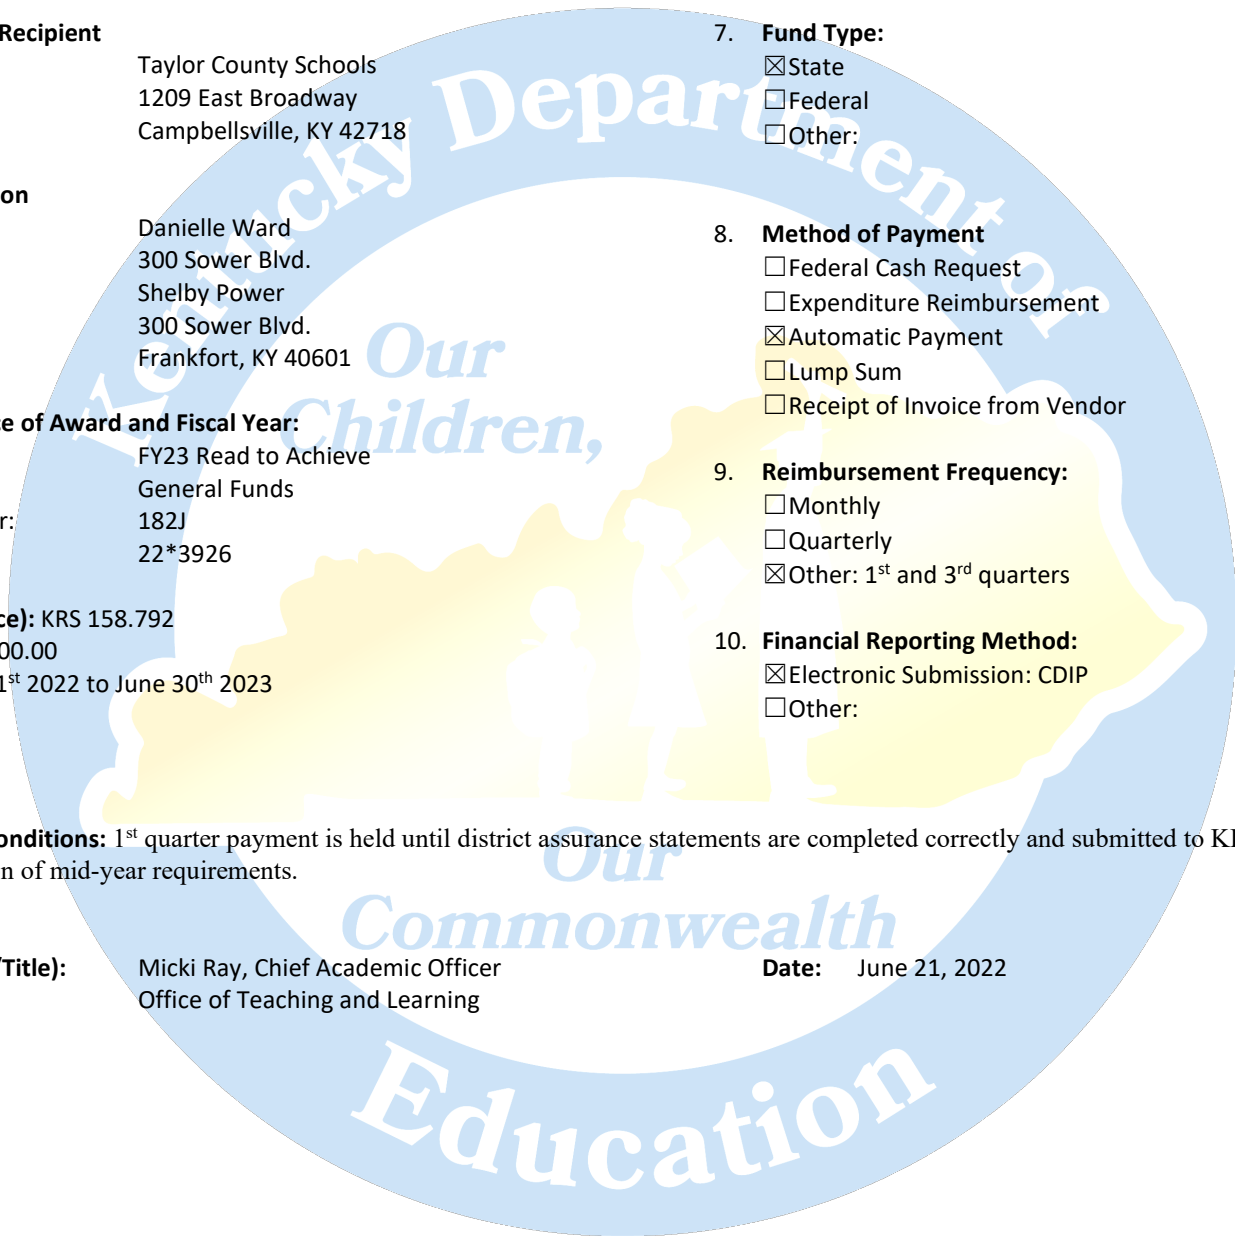 Recipient
Taylor County Schools
1209 East Broadway
Campbellsville, KY 42718
on
Danielle Ward
300 Sower Blvd.
Shelby Power
300 Sower Blvd.
Frankfort, KY 40601
e of Award and Fiscal Year:
FY23 Read to Achieve
General Funds
r: 182J
22*3926
ce): KRS 158.792
00.00
1st 2022 to June 30th 2023
7. Fund Type:
☒State
☐Federal
☐Other:
8. Method of Payment
☐Federal Cash Request
☐Expenditure Reimbursement
☒Automatic Payment
☐Lump Sum
☐Receipt of Invoice from Vendor
9. Reimbursement Frequency:
☐Monthly
☐Quarterly
☒Other: 1st and 3rd quarters
10. Financial Reporting Method:
☒Electronic Submission: CDIP
☐Other:
onditions: 1st quarter payment is held until district assurance statements are completed correctly and submitted to
n of mid-year requirements.
/Title): Micki Ray, Chief Academic Officer Date: June 21, 2022
Office of Teaching and Learning
Kentucky Department of
Education
Our
Children,
Our
Commonwealth